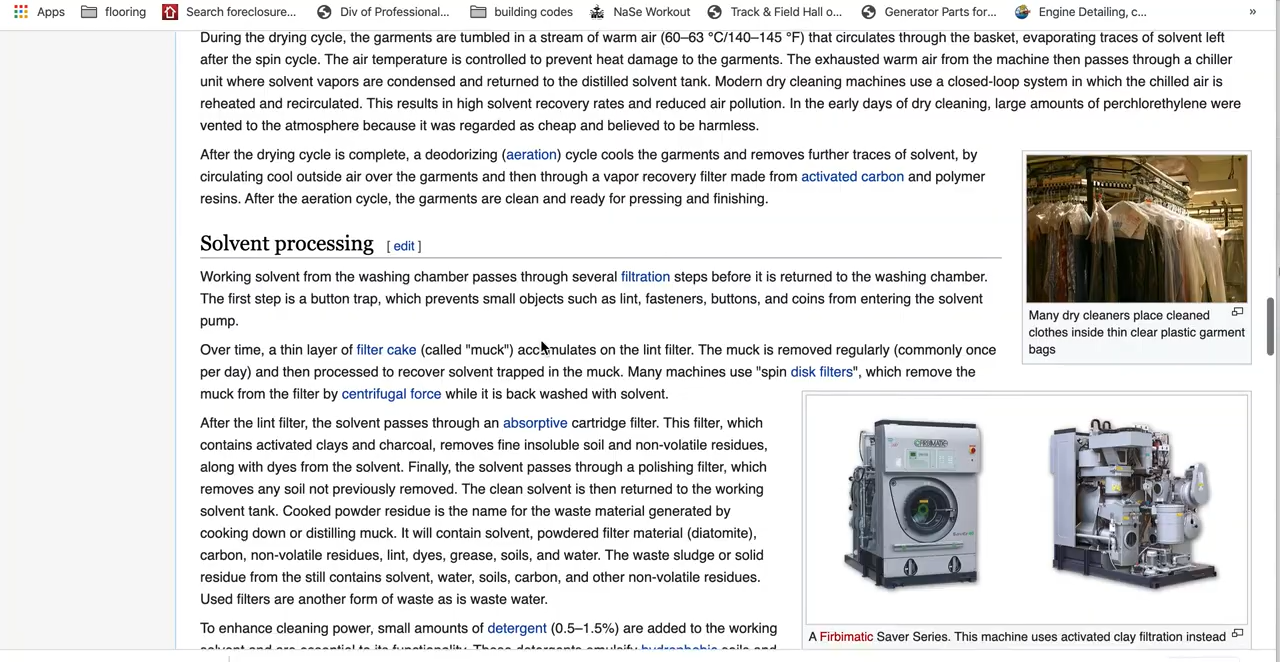 Apps flooring Search foreclosure... Div of Professional... building codes NaSe Workout Track & Field Hall o... Generator Parts for... Engine Detailing, c... »
During the drying cycle, the garments are tumbled in a stream of warm air (60–63 °C/140–145 °F) that circulates through the basket, evaporating traces of solvent left
after the spin cycle. The air temperature is controlled to prevent heat damage to the garments. The exhausted warm air from the machine then passes through a chiller
unit where solvent vapors are condensed and returned to the distilled solvent tank. Modern dry cleaning machines use a closed-loop system in which the chilled air is
reheated and recirculated. This results in high solvent recovery rates and reduced air pollution. In the early days of dry cleaning, large amounts of perchlorethylene were
vented to the atmosphere because it was regarded as cheap and believed to be harmless.
After the drying cycle is complete, a deodorizing (aeration) cycle cools the garments and removes further traces of solvent, by
circulating cool outside air over the garments and then through a vapor recovery filter made from activated carbon and polymer
resins. After the aeration cycle, the garments are clean and ready for pressing and finishing.
Solvent processing [ edit ]
Working solvent from the washing chamber passes through several filtration steps before it is returned to the washing chamber.
The first step is a button trap, which prevents small objects such as lint, fasteners, buttons, and coins from entering the solvent
pump.
Many dry cleaners place cleaned
clothes inside thin clear plastic garment
bags
Over time, a thin layer of filter cake (called "muck") accumulates on the lint filter. The muck is removed regularly (commonly once
per day) and then processed to recover solvent trapped in the muck. Many machines use "spin disk filters", which remove the
muck from the filter by centrifugal force while it is back washed with solvent.
After the lint filter, the solvent passes through an absorptive cartridge filter. This filter, which
contains activated clays and charcoal, removes fine insoluble soil and non-volatile residues,
along with dyes from the solvent. Finally, the solvent passes through a polishing filter, which
removes any soil not previously removed. The clean solvent is then returned to the working
solvent tank. Cooked powder residue is the name for the waste material generated by
cooking down or distilling muck. It will contain solvent, powdered filter material (diatomite),
carbon, non-volatile residues, lint, dyes, grease, soils, and water. The waste sludge or solid
residue from the still contains solvent, water, soils, carbon, and other non-volatile residues.
Used filters are another form of waste as is waste water.
FIRBIMATIC
A Firbimatic Saver Series. This machine uses activated clay filtration instead
To enhance cleaning power, small amounts of detergent (0.5–1.5%) are added to the working
solvent and are essential to its functionality. These detergents emulsify hydrophobic soils and